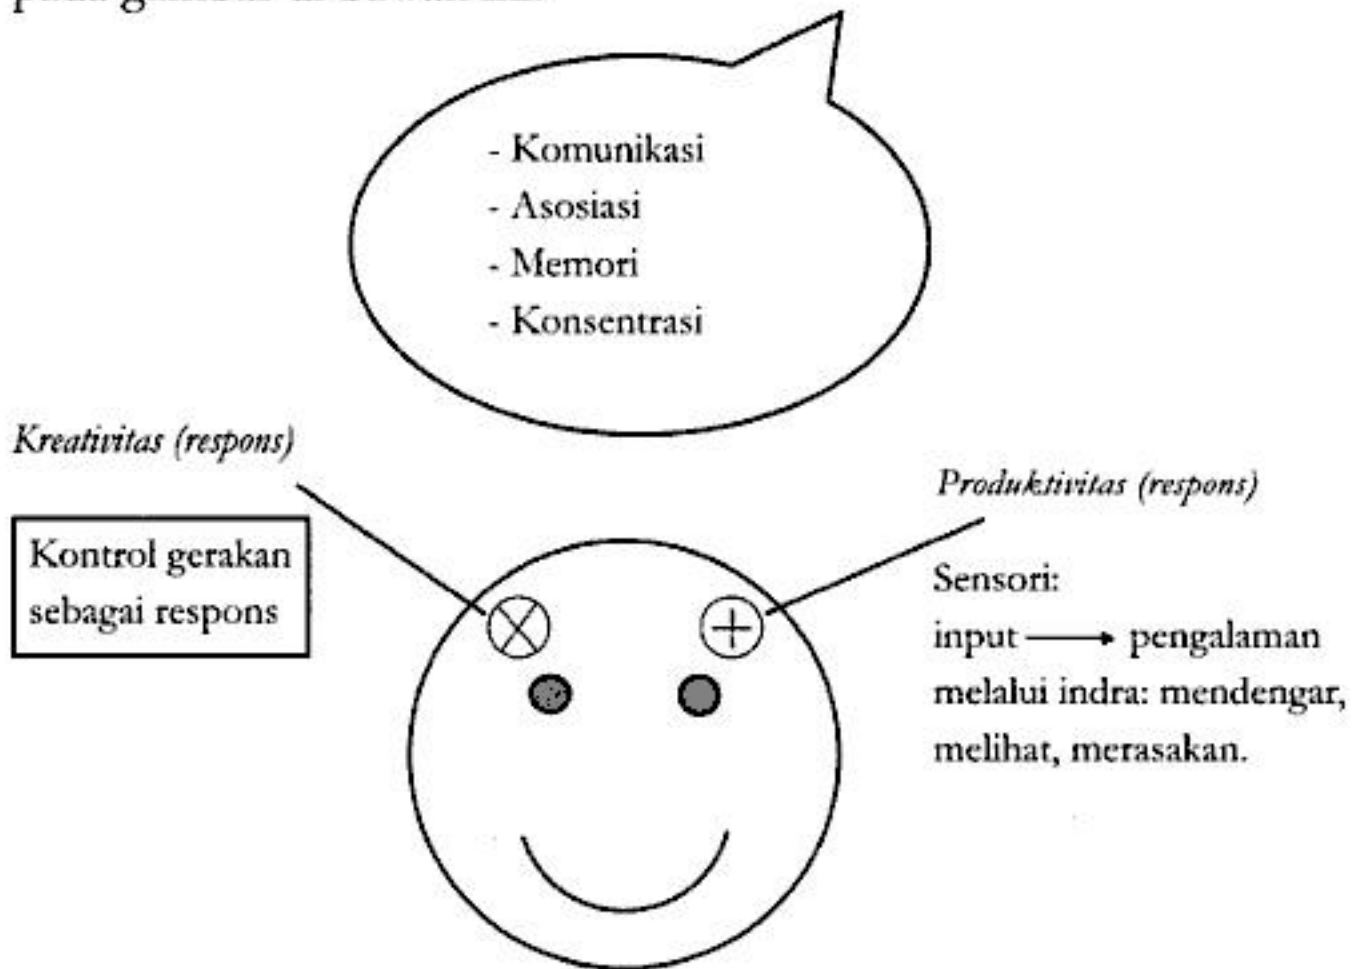 - Komunikasi
- Asosiasi
- Memori
- Konsentrasi
Kreativitas (respons)
Kontrol gerakan
sebagai respons
Produktivitas (respons)
Sensori:
input → pengalaman
melalui indra: mendengar,
melihat, merasakan.